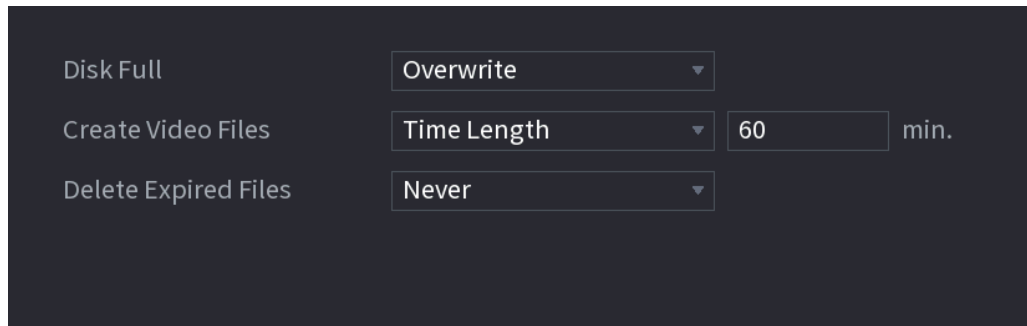 Disk Full Overwrite
Create Video Files Time Length 60 min.
Delete Expired Files Never